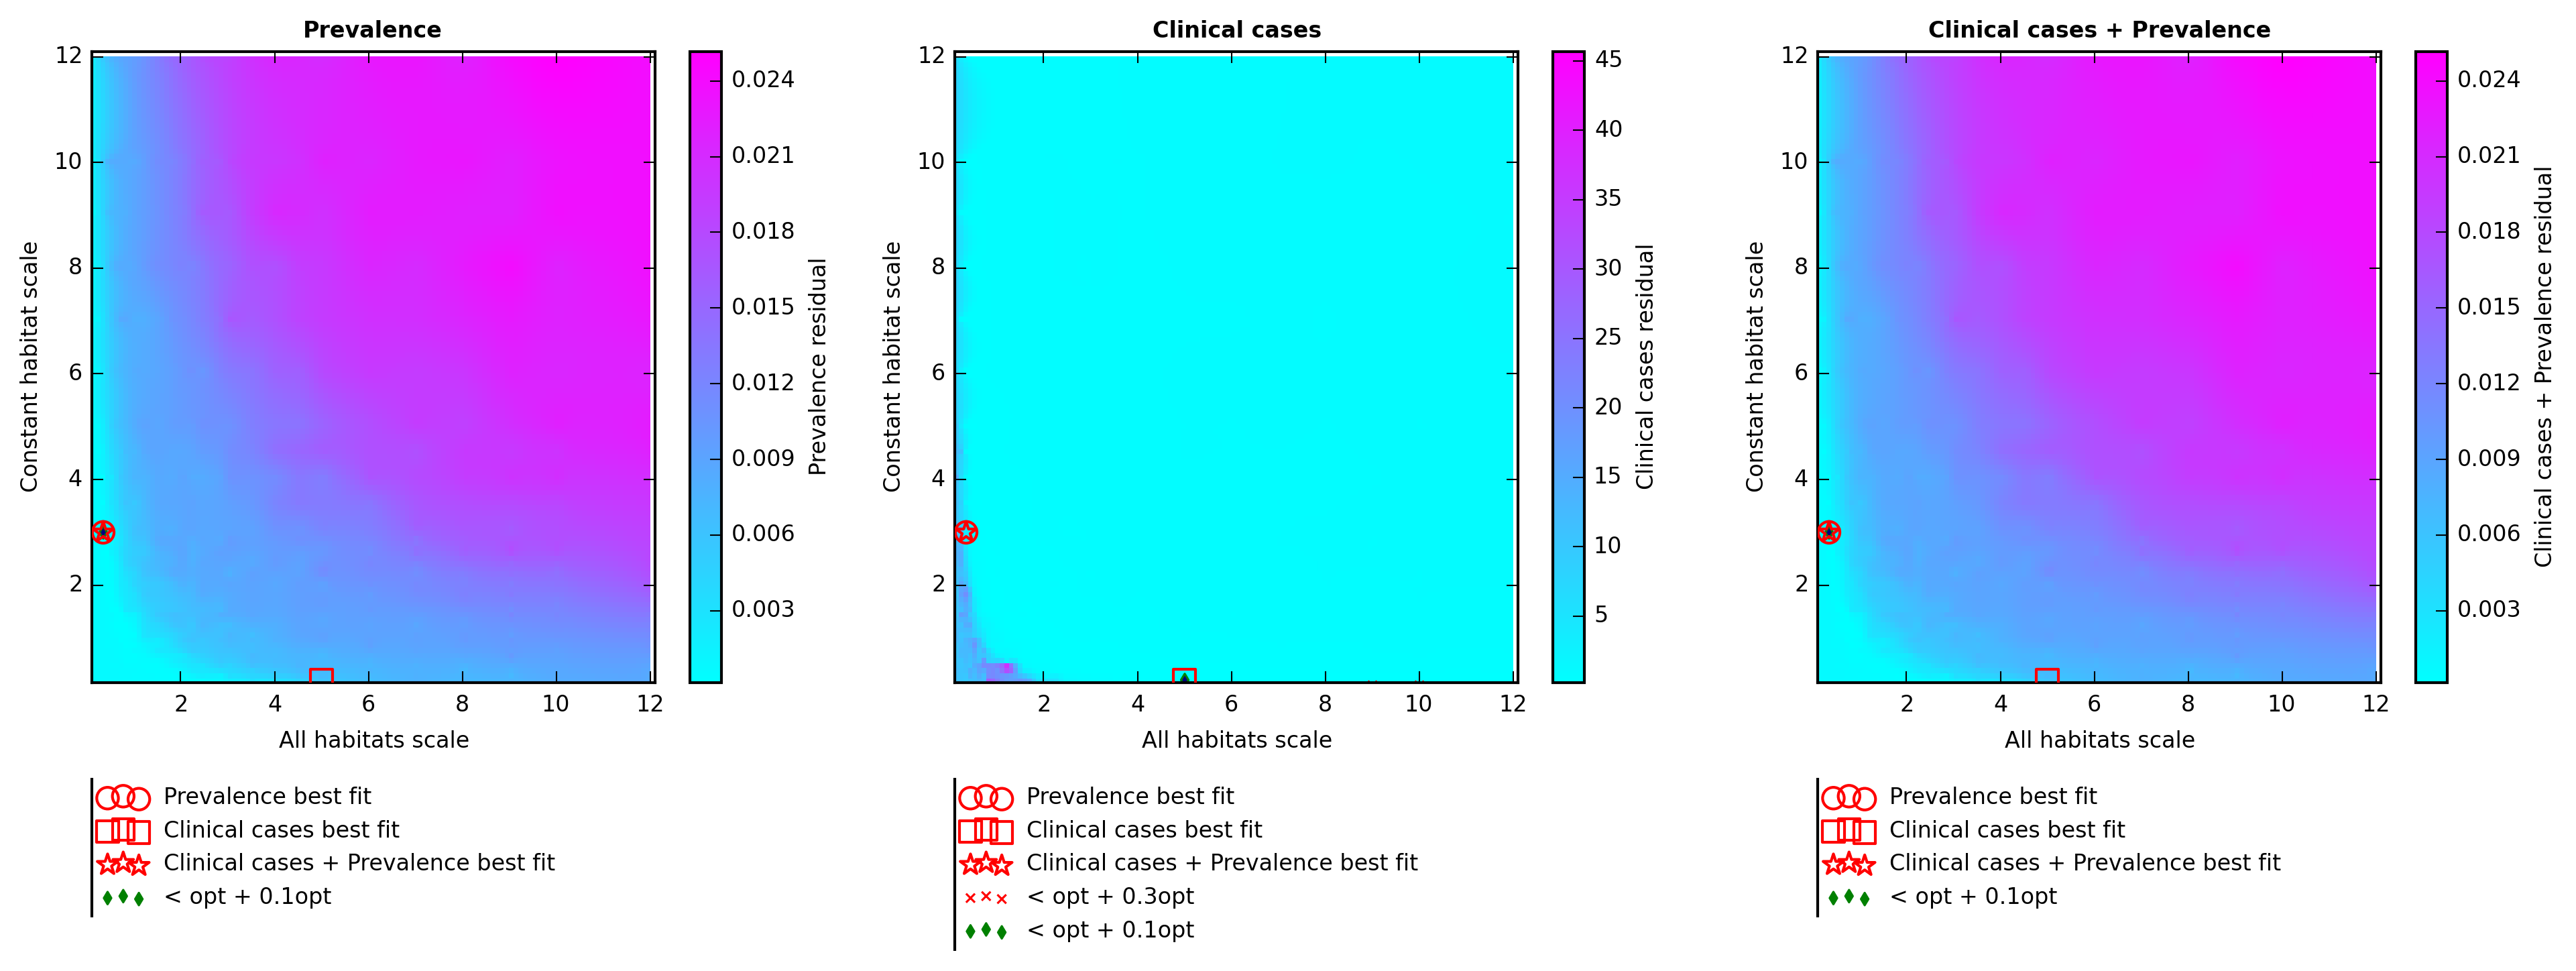 Prevalence
12
10
8
6
4
2
Constant habitat scale
2 4 6 8 10 12
All habitats scale
0.024
0.021
0.018
0.015
0.012
0.009
0.006
0.003
Prevalence residual
Prevalence best fit
Clinical cases best fit
Clinical cases + Prevalence best fit
< opt + 0.1opt
Clinical cases
12
10
8
6
4
2
Constant habitat scale
2 4 6 8 10 12
All habitats scale
45
40
35
30
25
20
15
10
5
Clinical cases residual
Prevalence best fit
Clinical cases best fit
Clinical cases + Prevalence best fit
< opt + 0.3opt
< opt + 0.1opt
Clinical cases + Prevalence
12
10
8
6
4
2
Constant habitat scale
2 4 6 8 10 12
All habitats scale
0.024
0.021
0.018
0.015
0.012
0.009
0.006
0.003
Clinical cases + Prevalence residual
Prevalence best fit
Clinical cases best fit
Clinical cases + Prevalence best fit
< opt + 0.1opt